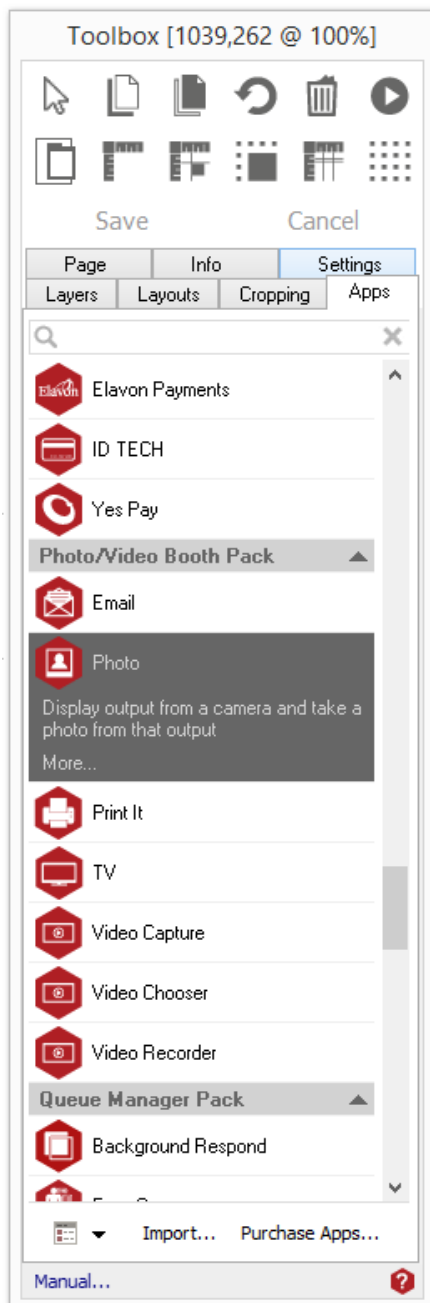 Toolbox [1039,262 @ 100%]
Save Cancel
Page Info Settings
Layers Layouts Cropping Apps
Elavon Elavon Payments
ID TECH
Yes Pay
Photo/Video Booth Pack
Email
Photo
Display output from a camera and take a
photo from that output
More...
Print It
TV
Video Capture
Video Chooser
Video Recorder
Queue Manager Pack
Background Respond
Import... Purchase Apps...
Manual... ?